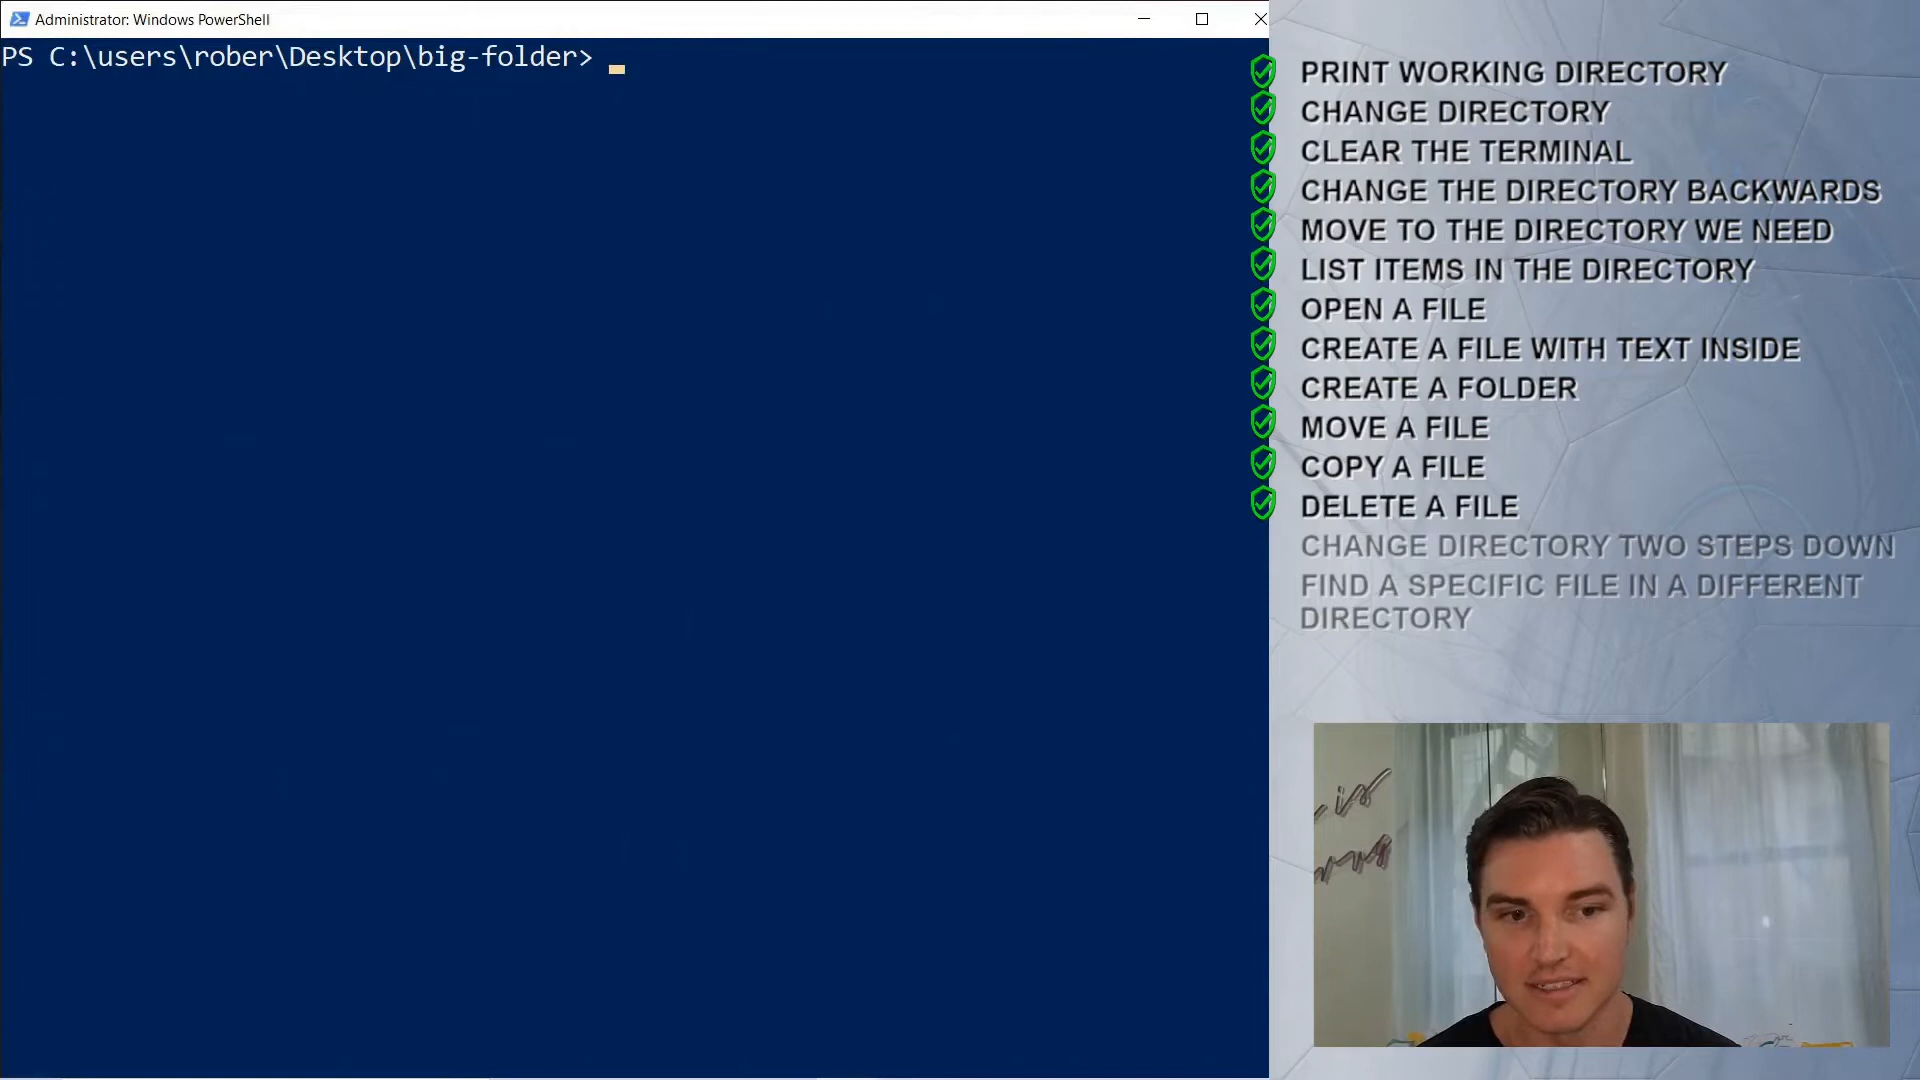 Administrator: Windows PowerShell
PS C:\users\rober\Desktop\big-folder>
PRINT WORKING DIRECTORY
CHANGE DIRECTORY
CLEAR THE TERMINAL
CHANGE THE DIRECTORY BACKWARDS
MOVE TO THE DIRECTORY WE NEED
LIST ITEMS IN THE DIRECTORY
OPEN A FILE
CREATE A FILE WITH TEXT INSIDE
CREATE A FOLDER
MOVE A FILE
COPY A FILE
DELETE A FILE
CHANGE DIRECTORY TWO STEPS DOWN
FIND A SPECIFIC FILE IN A DIFFERENT
DIRECTORY